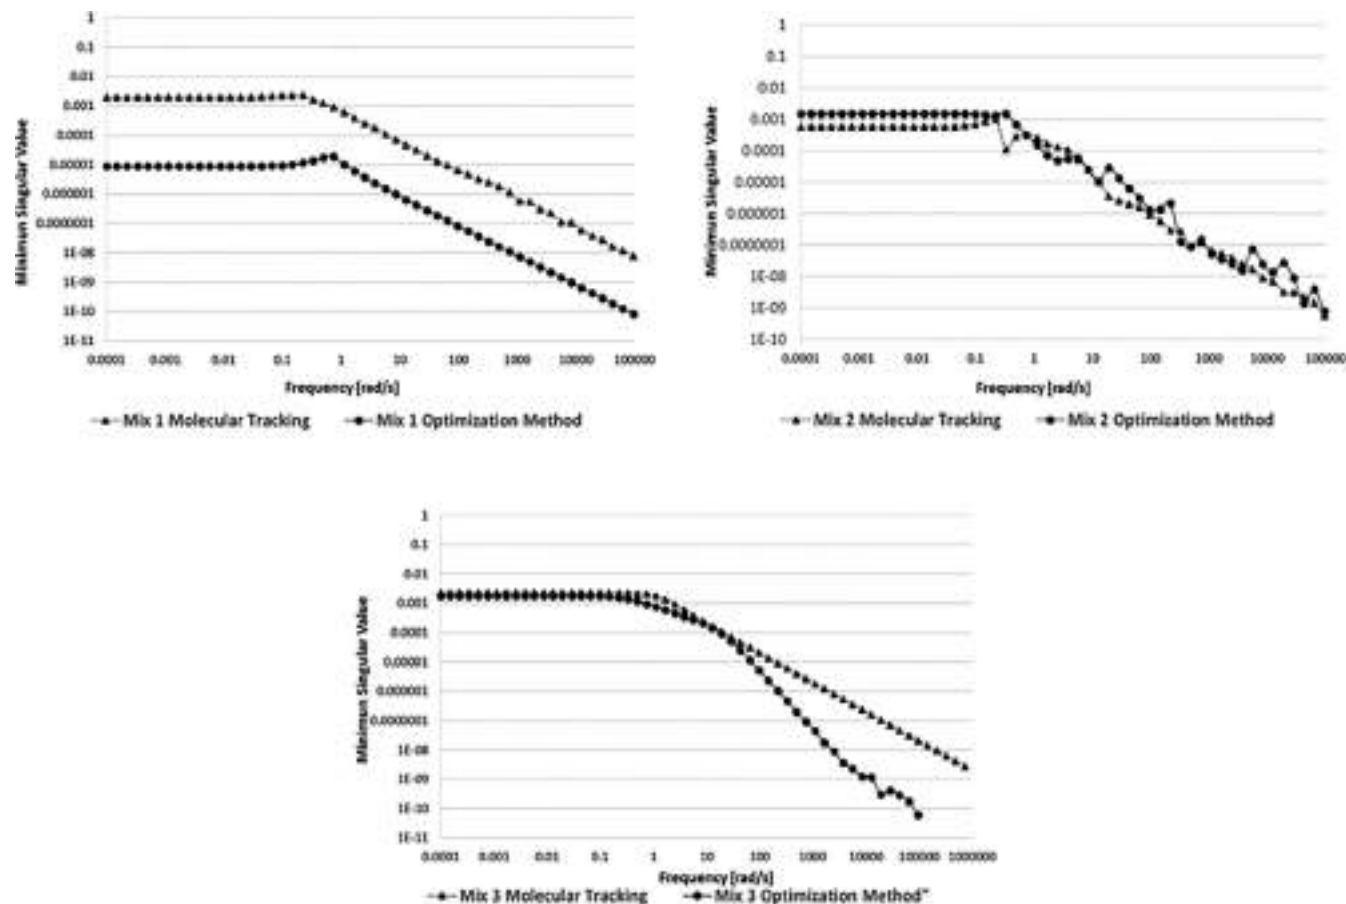 1
0.1
0.01
0.001
0.0001
0.00001
0.000001
0.0000001
1E-08
1E-09
1E-10
1E-11
Minimun Singular Value
0.0001 0.001 0.01 0.1 1 10 100 1000 10000 100000
Frequency [rad/s]
Mix 1 Molecular Tracking Mix 1 Optimization Method
1
0.1
0.01
0.001
0.0001
0.00001
0.000001
0.0000001
1E-08
1E-09
1E-10
Minimun Singular Value
0.0001 0.001 0.01 0.1 1 10 100 1000 10000 100000
Frequency [rad/s]
Mix 2 Molecular Tracking Mix 2 Optimization Method
1
0.1
0.01
0.001
0.0001
0.00001
0.000001
0.0000001
1E-08
1E-09
1E-10
1E-11
Minimun Singular Value
0.0001 0.001 0.01 0.1 1 10 100 1000 10000 100000 1000000
Frequency [rad/s]
Mix 3 Molecular Tracking Mix 3 Optimization Method"